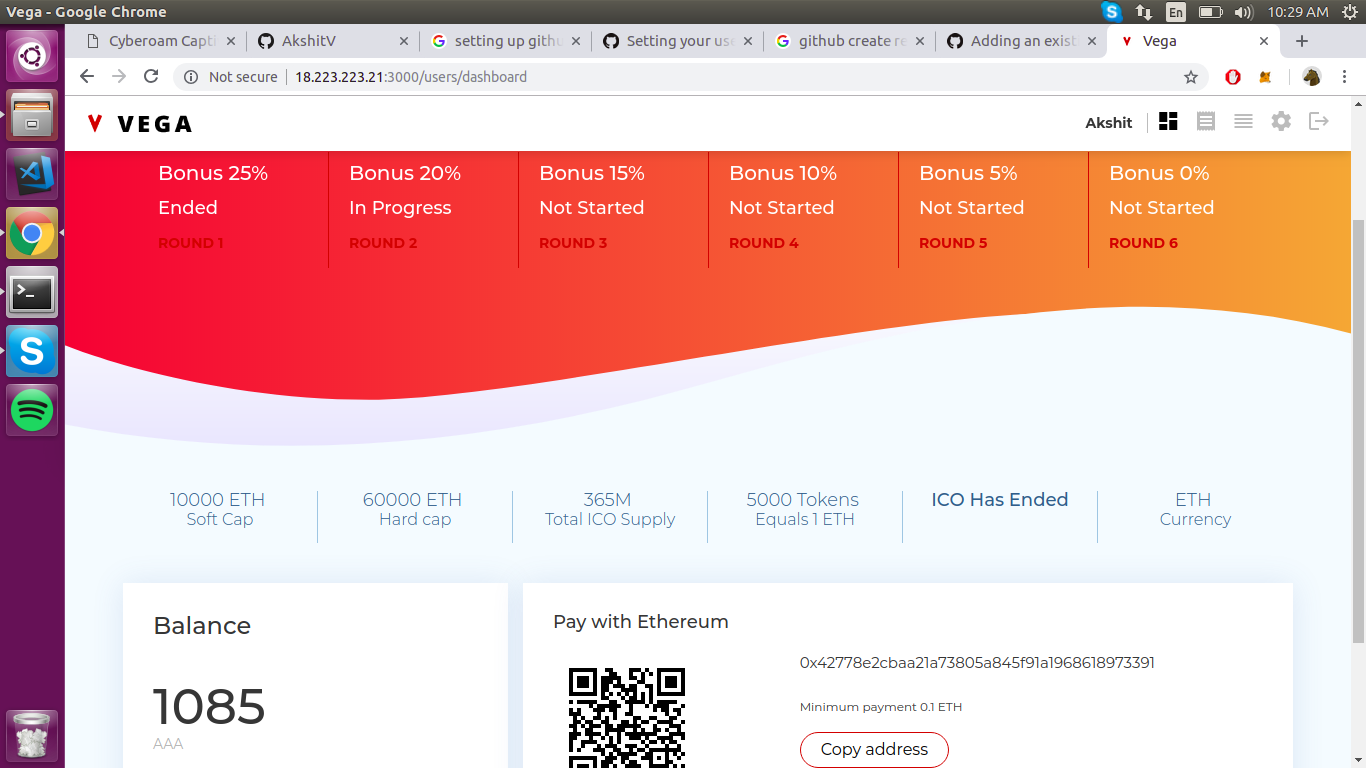 Vega - Google Chrome
En
10:29 AM
Cyberoam Capti
AkshitV
setting up githu
Setting your use
github create re
Adding an exist
Vega
Not secure
18.223.223.21:3000/users/dashboard
VEGA
Akshit
Bonus 25%
Ended
ROUND 1
Bonus 20%
In Progress
ROUND 2
Bonus 15%
Not Started
ROUND 3
Bonus 10%
Not Started
ROUND 4
Bonus 5%
Not Started
ROUND 5
Bonus 0%
Not Started
ROUND 6
10000 ETH
Soft Cap
60000 ETH
Hard cap
365M
Total ICO Supply
5000 Tokens
Equals 1 ETH
ICO Has Ended
ETH
Currency
Balance
1085
AAA
Pay with Ethereum
0x42778e2cbaa21a73805a845f91a1968618973391
Minimum payment 0.1 ETH
Copy address